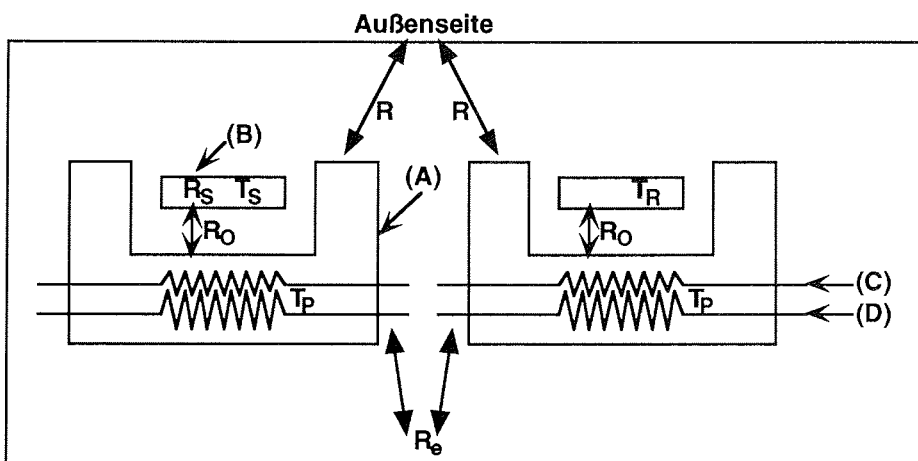 Außenseite
R R
(B)
(A)
R_S T_S
T_R
R_O
R_O
(C)
T_P
T_P
(D)
R_e